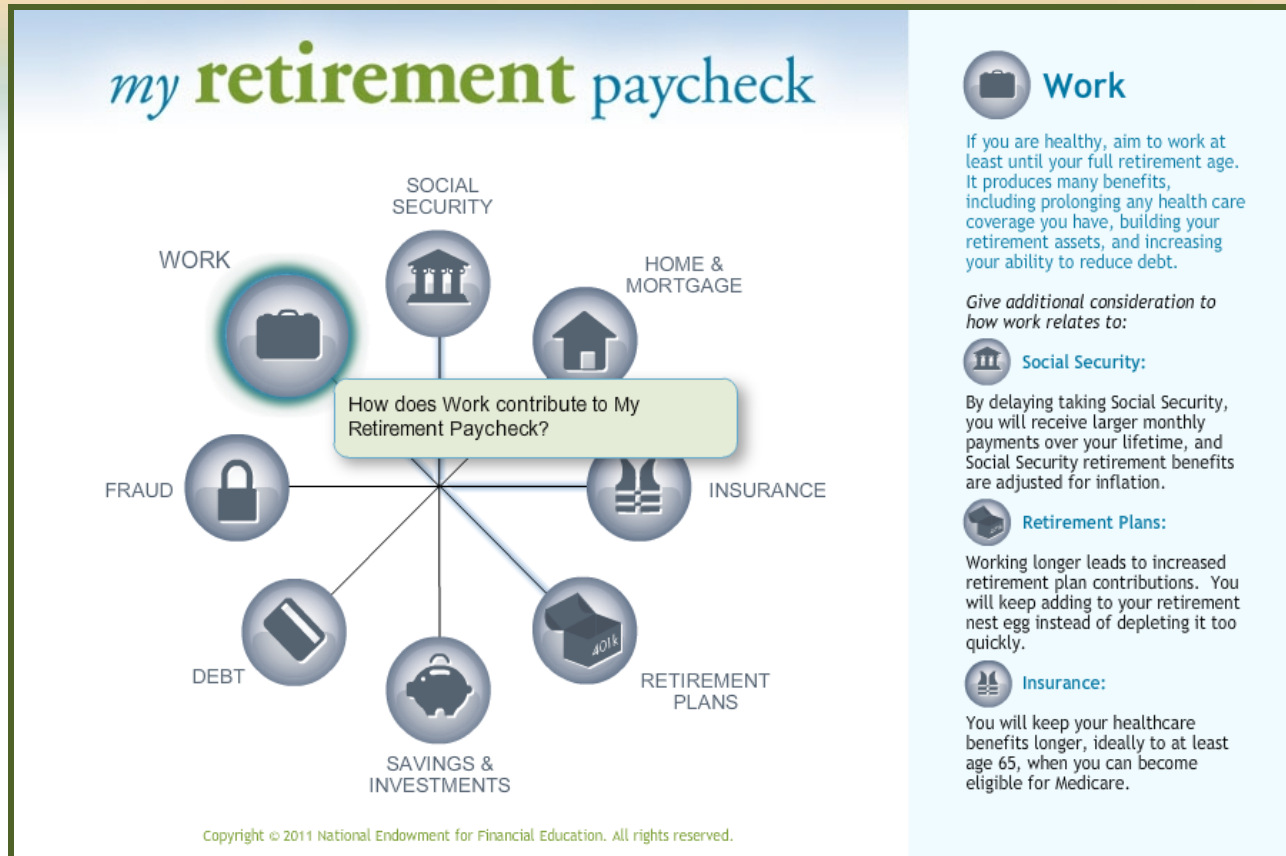 my retirement paycheck
SOCIAL
SECURITY
WORK
HOME &
MORTGAGE
How does Work contribute to My
Retirement Paycheck?
FRAUD
INSURANCE
401k
DEBT
RETIREMENT
PLANS
SAVINGS &
INVESTMENTS
Copyright © 2011 National Endowment for Financial Education. All rights reserved.
Work
If you are healthy, aim to work at
least until your full retirement age.
It produces many benefits,
including prolonging any health care
coverage you have, building your
retirement assets, and increasing
your ability to reduce debt.
Give additional consideration to
how work relates to:
Social Security:
By delaying taking Social Security,
you will receive larger monthly
payments over your lifetime, and
Social Security retirement benefits
are adjusted for inflation.
Retirement Plans:
Working longer leads to increased
retirement plan contributions.  You
will keep adding to your retirement
nest egg instead of depleting it too
quickly.
Insurance:
You will keep your healthcare
benefits longer, ideally to at least
age 65, when you can become
eligible for Medicare.